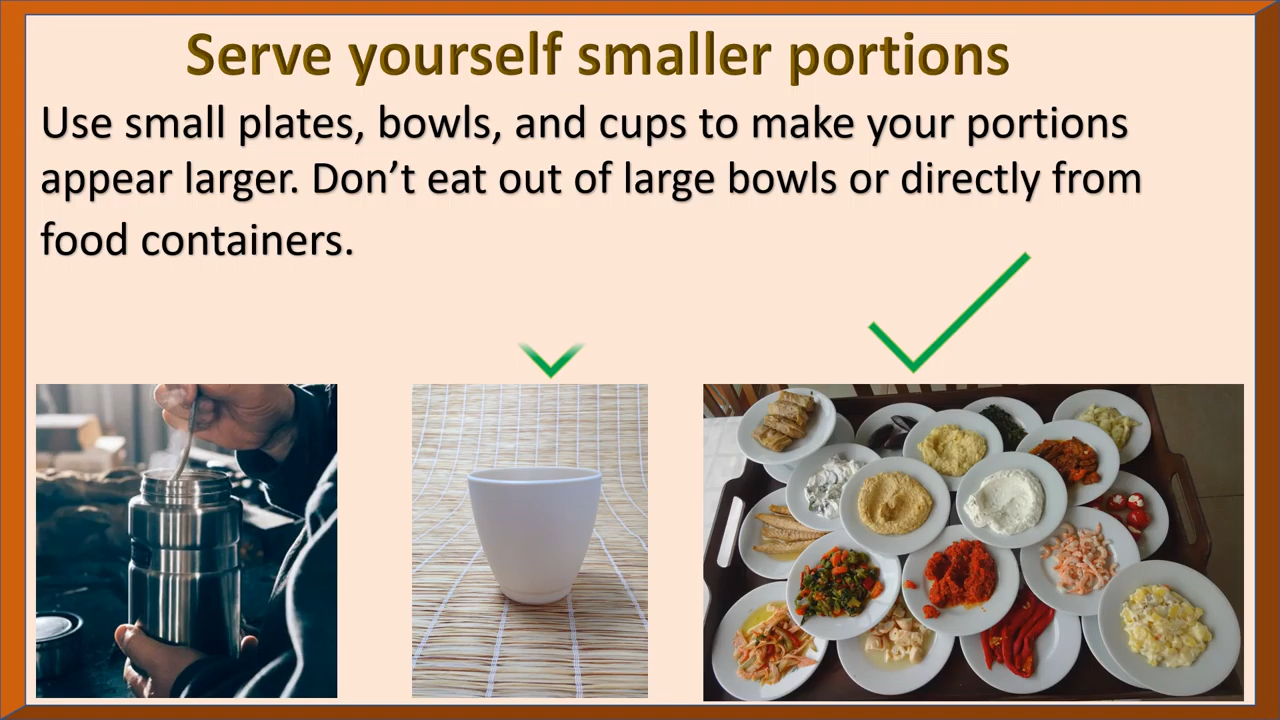 Serve yourself smaller portions
Use small plates, bowls, and cups to make your portions
appear larger. Don’t eat out of large bowls or directly from
food containers.